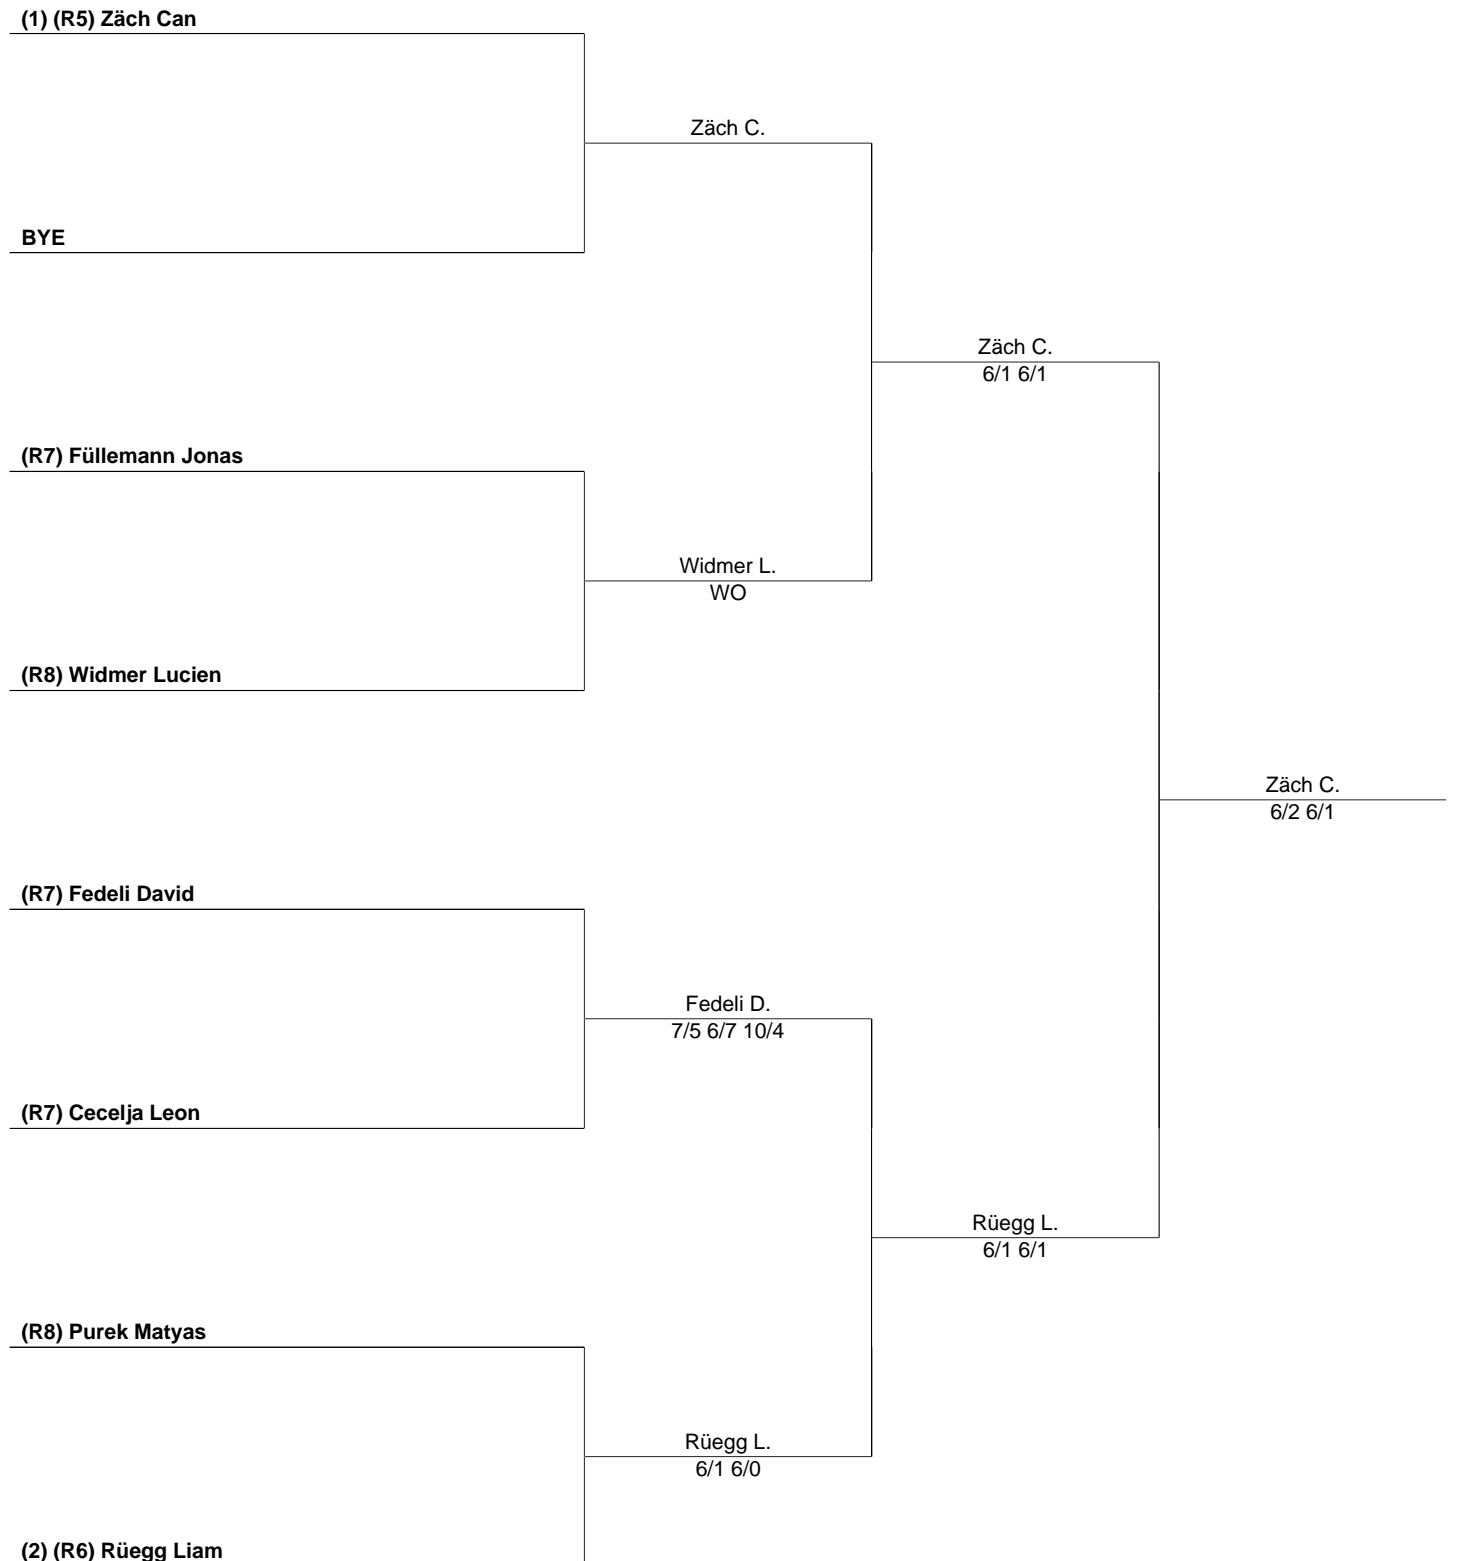 (1) (R5) Zäch Can
Zäch C.
BYE
Zäch C.
6/1 6/1
(R7) Füllemann Jonas
Widmer L.
WO
(R8) Widmer Lucien
Zäch C.
6/2 6/1
(R7) Fedeli David
Fedeli D.
7/5 6/7 10/4
(R7) Cecelja Leon
Rüegg L.
6/1 6/1
(R8) Purek Matyas
Rüegg L.
6/1 6/0
(2) (R6) Rüegg Liam